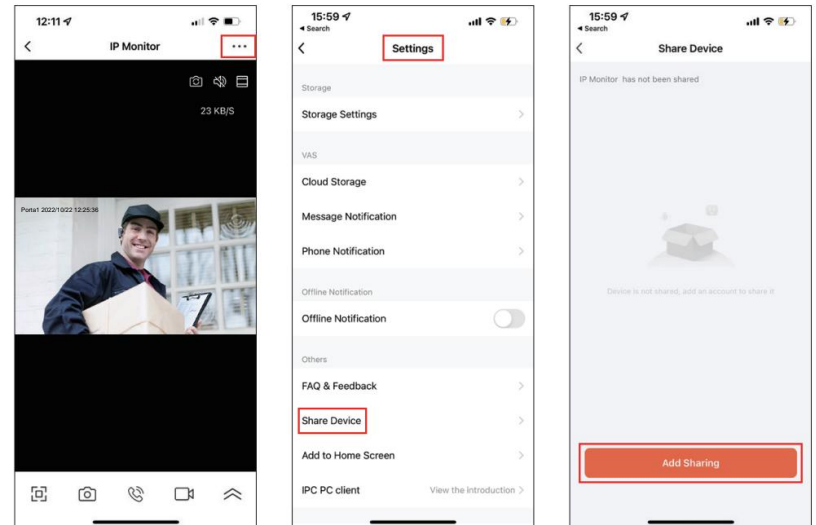 12:11
IP Monitor
...
23 KB/S
Porta1 2022/10/22 12:25:36
15:59
◄ Search
Settings
Storage
Storage Settings
VAS
Cloud Storage
Message Notification
Phone Notification
Offline Notification
Offline Notification
Others
FAQ & Feedback
Share Device
Add to Home Screen
IPC PC client View the introduction
15:59
◄ Search
Share Device
IP Monitor has not been shared
Device is not shared, add an account to share it
Add Sharing